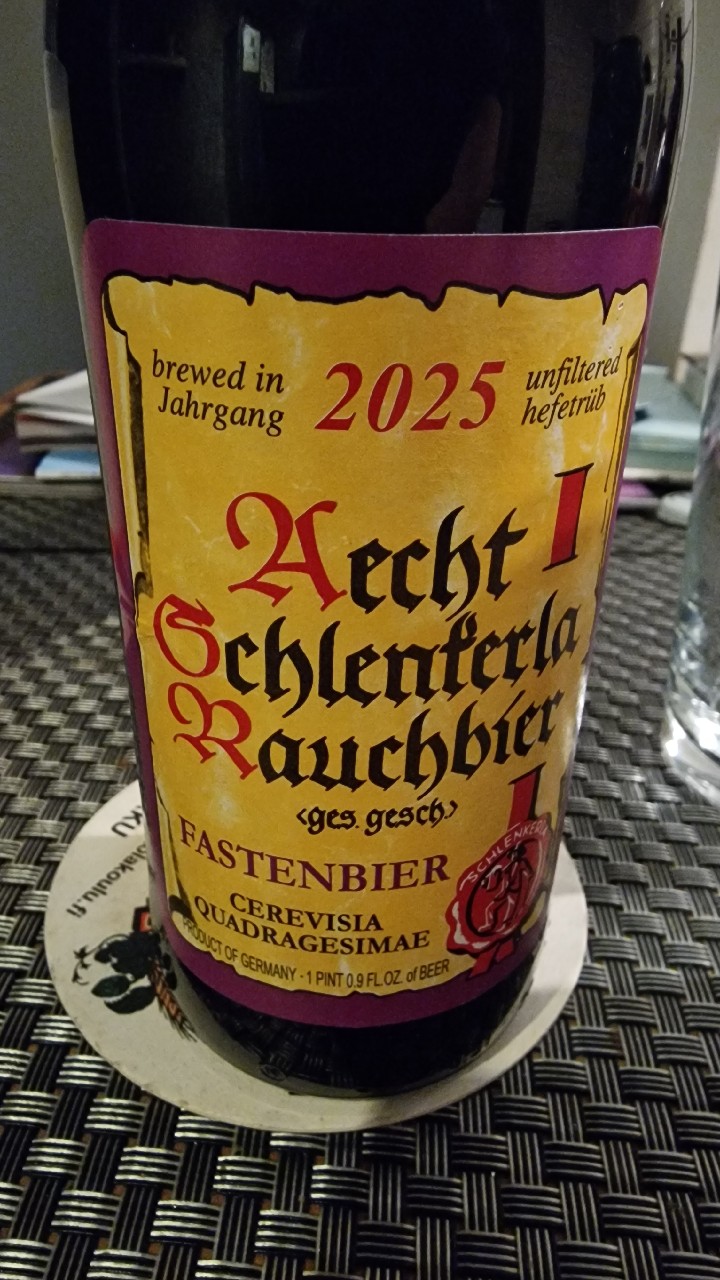 brewed in
Jahrgang
2025
unfiltered
hefetrüb
Aecht
Schlenkerla
Rauchbier
<ges. gesch.>
FASTENBIER
CEREVISIA
QUADRAGESIMAE
PRODUCT OF GERMANY - 1 PINT 0.9 FL.OZ. of BEER
SCHLENKERLA